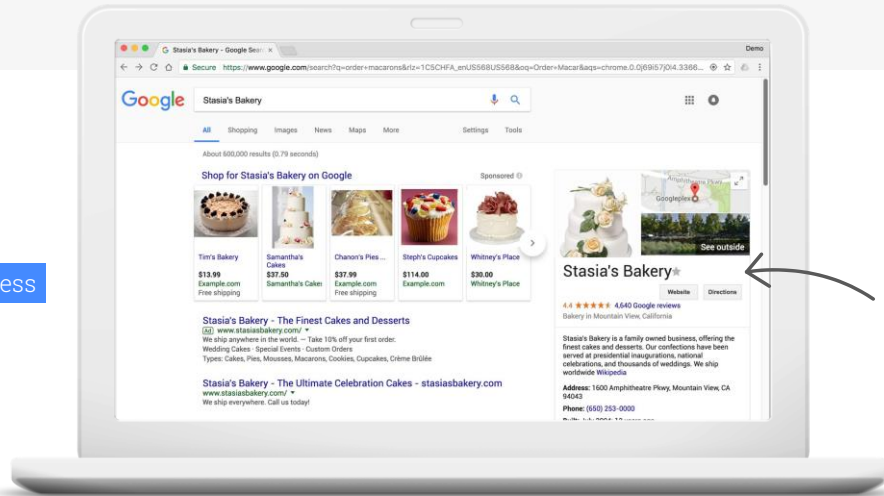 Stasia's Bakery - Google Sear
Demo
Secure https://www.google.com/search?q=order+macarons&rlz=1C5CHFA_enUS568US568&oq=Order+Macar&aqs=chrome.0.0j69i57j0l4.3366...
Google
Stasia's Bakery
All Shopping Images News Maps More Settings Tools
About 600,000 results (0.79 seconds)
Shop for Stasia's Bakery on Google
Sponsored
Tim's Bakery
$13.99
Example.com
Free shipping
Samantha's
Cakes
$37.50
Samantha's Cakes
Chanon's Pies ...
$37.99
Example.com
Free shipping
Steph's Cupcakes
$114.00
Example.com
Whitney's Place
$30.00
Whitney's Place
Stasia's Bakery - The Finest Cakes and Desserts
Ad www.stasiasbakery.com/
We ship anywhere in the world. — Take 10% off your first order.
Wedding Cakes · Special Events · Custom Orders
Types: Cakes, Pies, Mousses, Macarons, Cookies, Cupcakes, Crème Brûlée
Stasia's Bakery - The Ultimate Celebration Cakes - stasiasbakery.com
www.stasiasbakery.com/
We ship everywhere. Call us today!
Amphitheatre Pkwy
Googleplex
See outside
Stasia's Bakery
Website Directions
4.4 4,640 Google reviews
Bakery in Mountain View, California
Stasia's Bakery is a family owned business, offering the
finest cakes and desserts. Our confections have been
served at presidential inaugurations, national
celebrations, and thousands of weddings. We ship
worldwide Wikipedia
Address: 1600 Amphitheatre Pkwy, Mountain View, CA
94043
Phone: (650) 253-0000
ess